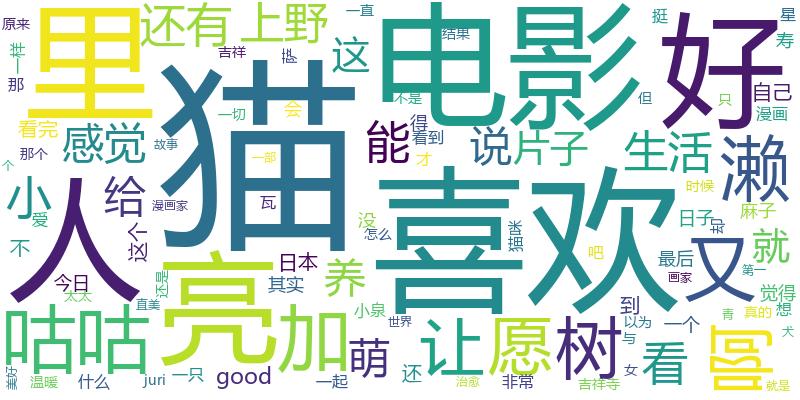 原来
里
还有
上野
这
电影
结果
好
挺
星
寿
一样
那
吉祥
猫
不是
但
只
自己
漫画
看完
感觉
一切
会
能
得
看到
才
说
片子
生活
濑
那个
故事
一部
个
小
爱
人
给
漫画家
瓦
没
喜欢
时候
日子
麻子
不
这个
怎么
猫咪
吧
又
就
今日
太太
还是
日本
其实
养
最后
画家
第一
觉得
直美
亮
小泉
世界
到
想
咕咕
加
萌
让
愿
树
以为
与
一个
看
青
真的
啊
犬
美好
温暖
什么
juri
一只
good
一起
还
治愈
非常
吉祥寺
女
就是
一直